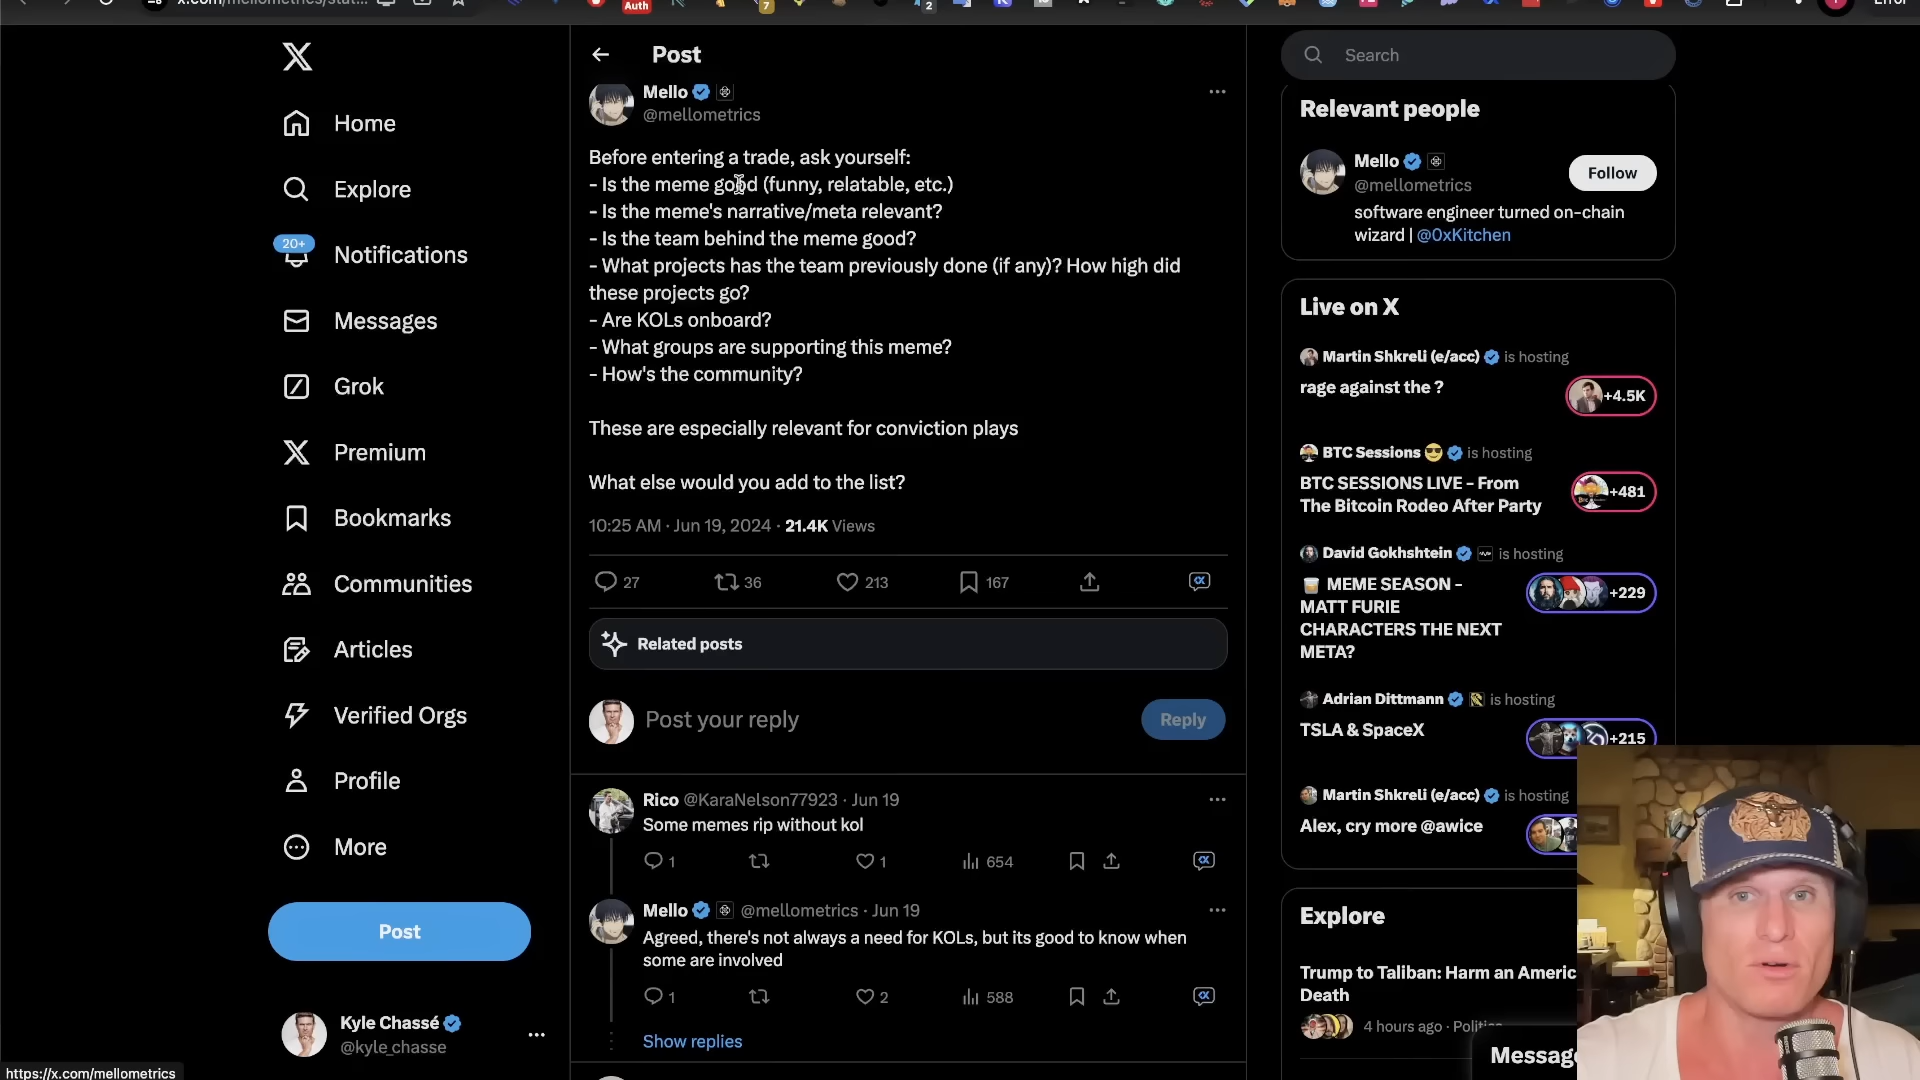 x.com/mellometrics/stat...
Auth
7
2
Error
Home
Explore
20+
Notifications
Messages
Grok
Premium
Bookmarks
Communities
Articles
Verified Orgs
Profile
More
Post
Kyle Chassé
@kyle_chasse
https://x.com/mellometrics
Post
Mello
@mellometrics
Before entering a trade, ask yourself:
- Is the meme good (funny, relatable, etc.)
- Is the meme's narrative/meta relevant?
- Is the team behind the meme good?
- What projects has the team previously done (if any)? How high did
these projects go?
- Are KOLs onboard?
- What groups are supporting this meme?
- How's the community?
These are especially relevant for conviction plays
What else would you add to the list?
10:25 AM · Jun 19, 2024 · 21.4K Views
27 36 213 167
Related posts
Post your reply
Reply
Rico @KaraNelson77923 · Jun 19
Some memes rip without kol
1 1 654
Mello @mellometrics · Jun 19
Agreed, there's not always a need for KOLs, but its good to know when
some are involved
1 2 588
Show replies
Search
Relevant people
Mello
@mellometrics
Follow
software engineer turned on-chain
wizard | @0xKitchen
Live on X
Martin Shkreli (e/acc) is hosting
rage against the ?
+4.5K
BTC Sessions 😎 is hosting
BTC SESSIONS LIVE - From
The Bitcoin Rodeo After Party
+481
David Gokhshtein is hosting
MEME SEASON -
MATT FURIE
CHARACTERS THE NEXT
META?
+229
Adrian Dittmann is hosting
TSLA & SpaceX
+215
Martin Shkreli (e/acc) is hosting
Alex, cry more @awice
Explore
Trump to Taliban: Harm an Americ
Death
4 hours ago · Politic
Message